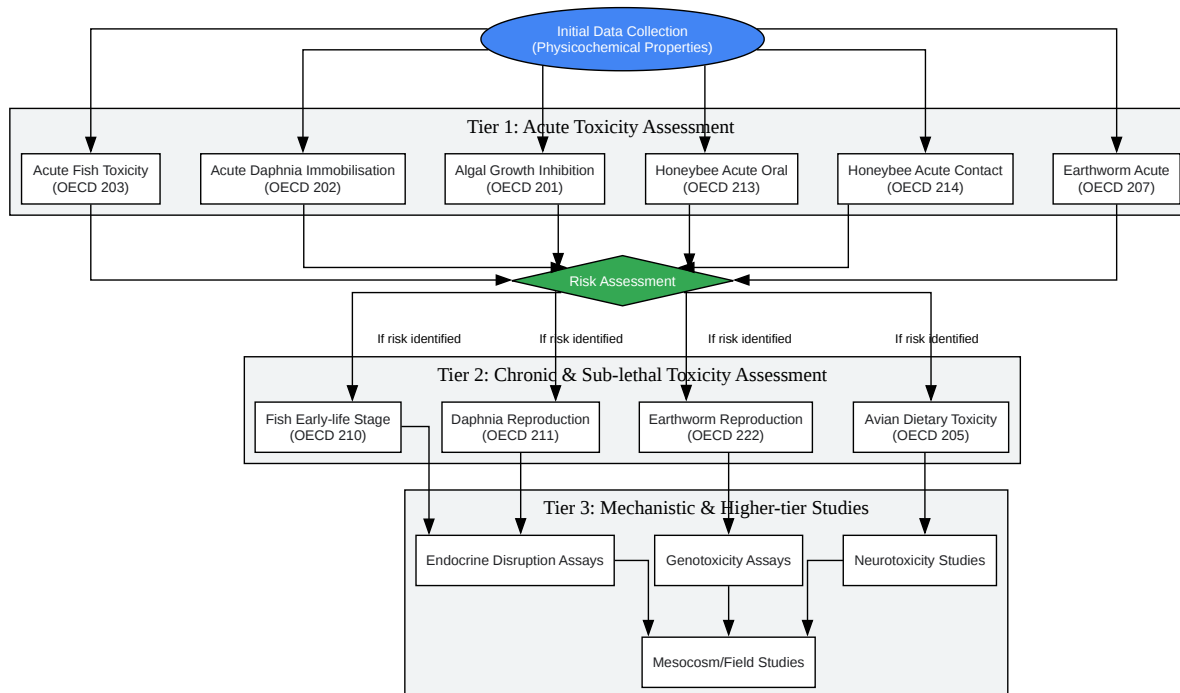 Initial Data Collection
(Physicochemical Properties)
Tier 1: Acute Toxicity Assessment
Acute Fish Toxicity
(OECD 203)
Acute Daphnia Immobilisation
(OECD 202)
Algal Growth Inhibition
(OECD 201)
Honeybee Acute Oral
(OECD 213)
Honeybee Acute Contact
(OECD 214)
Earthworm Acute
(OECD 207)
Risk Assessment
If risk identified
If risk identified
If risk identified
If risk identified
Tier 2: Chronic & Sub-lethal Toxicity Assessment
Fish Early-life Stage
(OECD 210)
Daphnia Reproduction
(OECD 211)
Earthworm Reproduction
(OECD 222)
Avian Dietary Toxicity
(OECD 205)
Tier 3: Mechanistic & Higher-tier Studies
Endocrine Disruption Assays
Genotoxicity Assays
Neurotoxicity Studies
Mesocosm/Field Studies